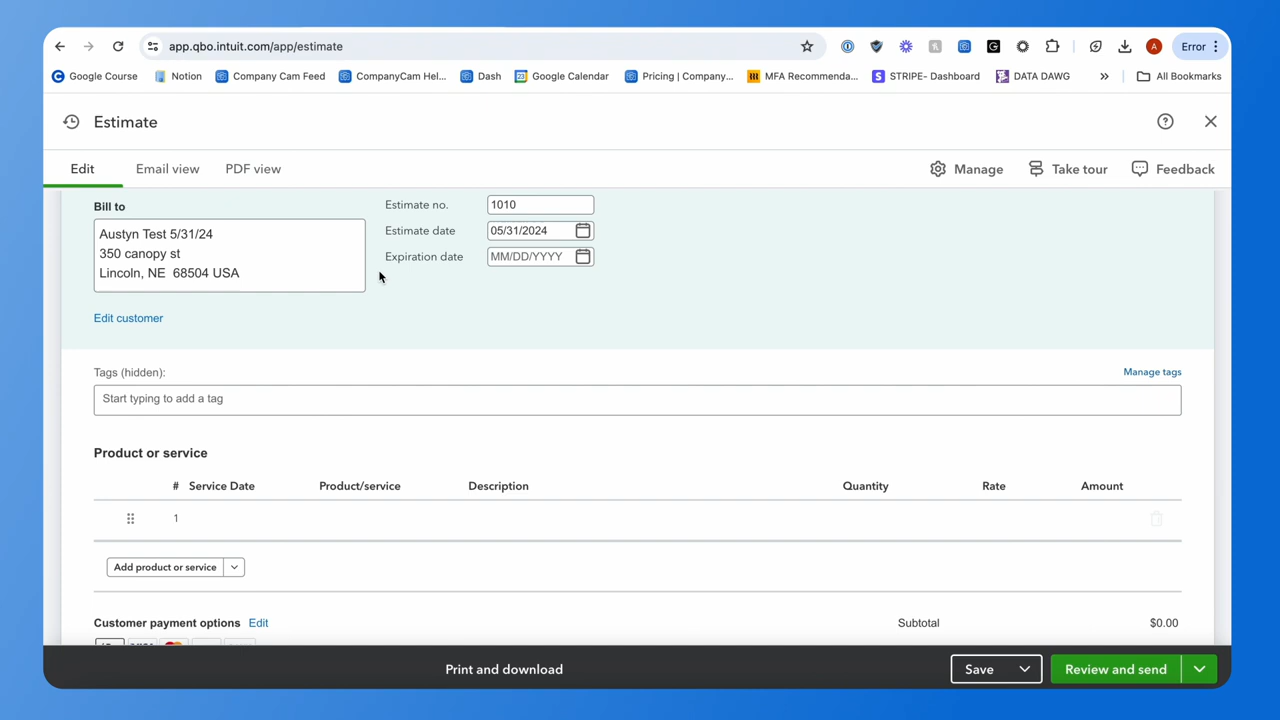 app.qbo.intuit.com/app/estimate
A
Error
Google Course
Notion
Company Cam Feed
CompanyCam Hel...
Dash
Google Calendar
Pricing | Company...
MFA Recommenda...
STRIPE- Dashboard
DATA DAWG
All Bookmarks
Estimate
Edit
Email view
PDF view
Manage
Take tour
Feedback
Bill to
Austyn Test 5/31/24
350 canopy st
Lincoln, NE  68504 USA
Edit customer
Estimate no. 1010
Estimate date 05/31/2024
Expiration date MM/DD/YYYY
Tags (hidden):
Manage tags
Start typing to add a tag
Product or service
# Service Date Product/service Description Quantity Rate Amount
1
Add product or service
Customer payment options Edit
Subtotal $0.00
Print and download
Save
Review and send